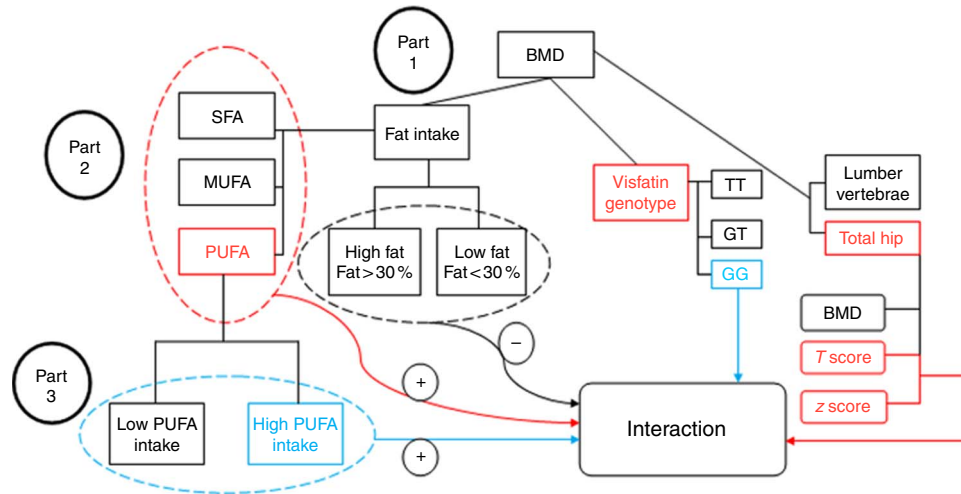 Part
1
BMD
SFA
Fat intake
Part
2
MUFA
Visfatin
genotype
TT
Lumber
vertebrae
PUFA
High fat
Fat>30 %
Low fat
Fat<30 %
GT
Total hip
GG
BMD
−
T score
Part
3
+
z score
Low PUFA
intake
High PUFA
intake
+
Interaction